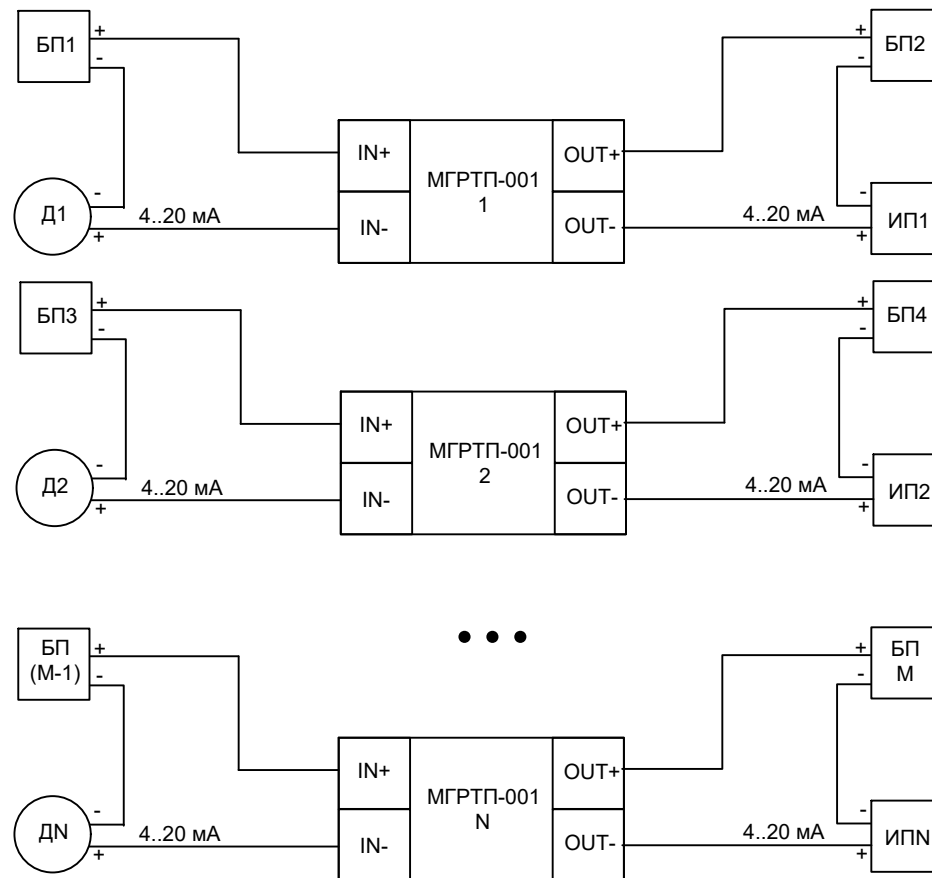 БП1
+
-
+
-
БП2
IN+
МГРТП-001
1
OUT+
Д1
-
+
4..20 мА
IN-
OUT-
4..20 мА
-
+
ИП1
БП3
+
-
+
-
БП4
IN+
МГРТП-001
2
OUT+
Д2
-
+
4..20 мА
IN-
OUT-
4..20 мА
-
+
ИП2
• • •
БП
(М-1)
+
-
+
-
БП
М
IN+
МГРТП-001
N
OUT+
ДN
-
+
4..20 мА
IN-
OUT-
4..20 мА
-
+
ИПN